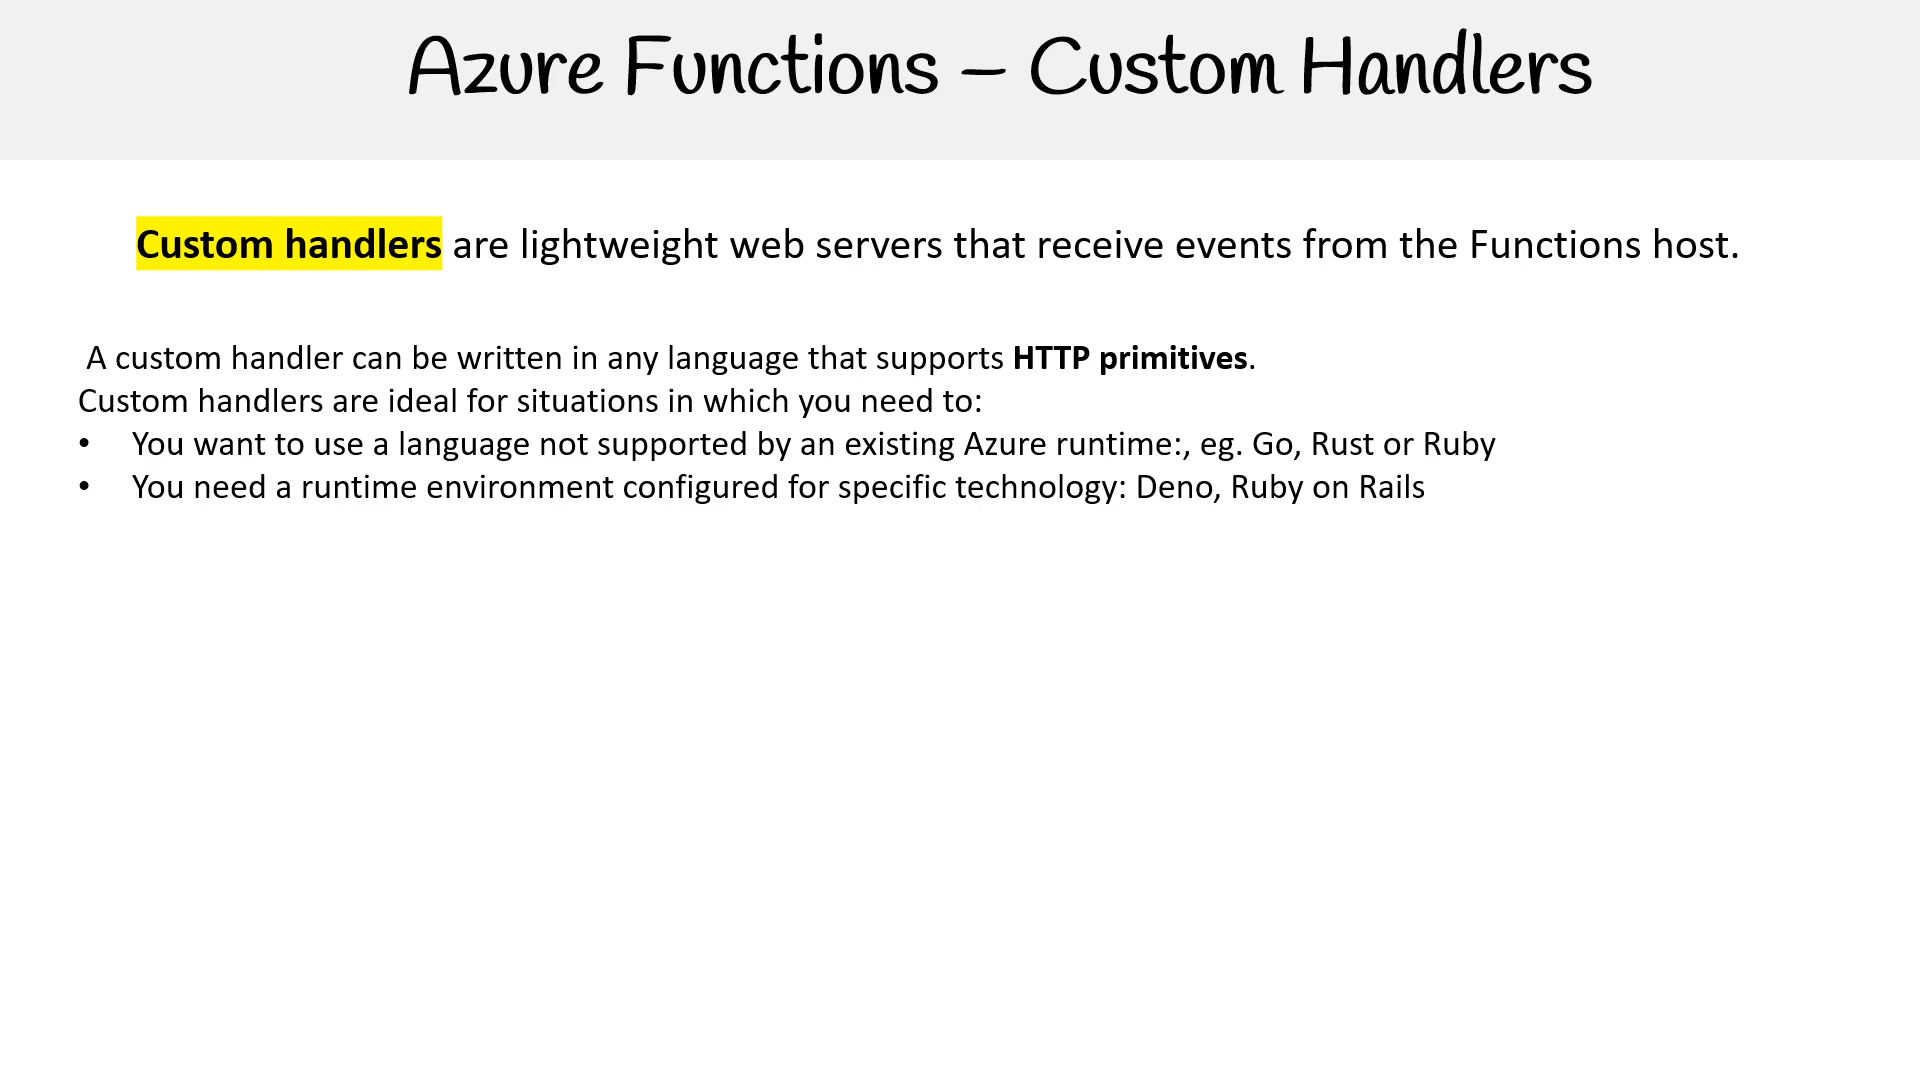 Azure Functions – Custom Handlers
Custom handlers are lightweight web servers that receive events from the Functions host.
A custom handler can be written in any language that supports HTTP primitives.
Custom handlers are ideal for situations in which you need to:
• You want to use a language not supported by an existing Azure runtime:, eg. Go, Rust or Ruby
• You need a runtime environment configured for specific technology: Deno, Ruby on Rails